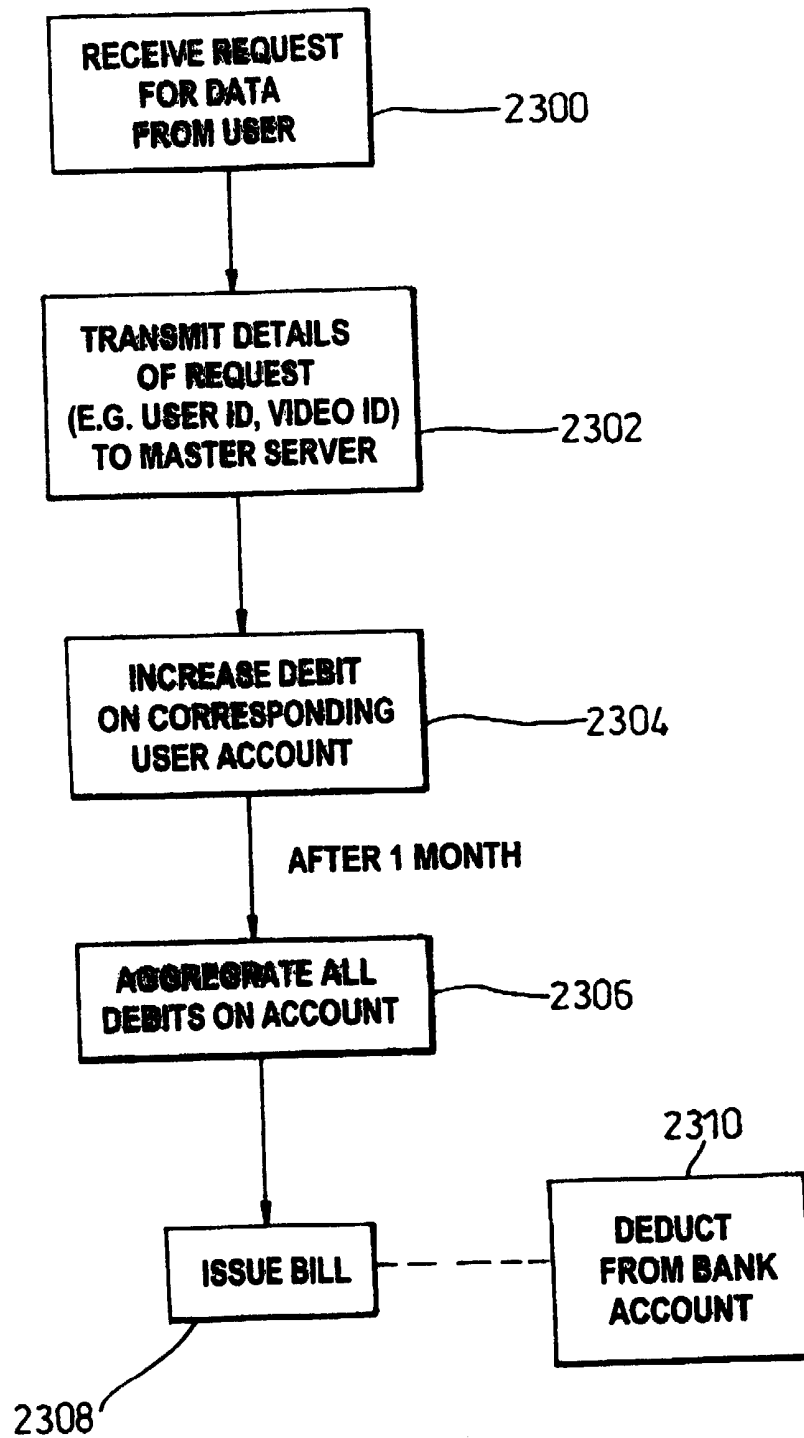 RECEIVE REQUEST
FOR DATA
FROM USER
2300
TRANSMIT DETAILS
OF REQUEST
(E.G. USER ID, VIDEO ID)
TO MASTER SERVER
2302
INCREASE DEBIT
ON CORRESPONDING
USER ACCOUNT
2304
AFTER 1 MONTH
AGGREGRATE ALL
DEBITS ON ACCOUNT
2306
2310
ISSUE BILL
DEDUCT
FROM BANK
ACCOUNT
2308